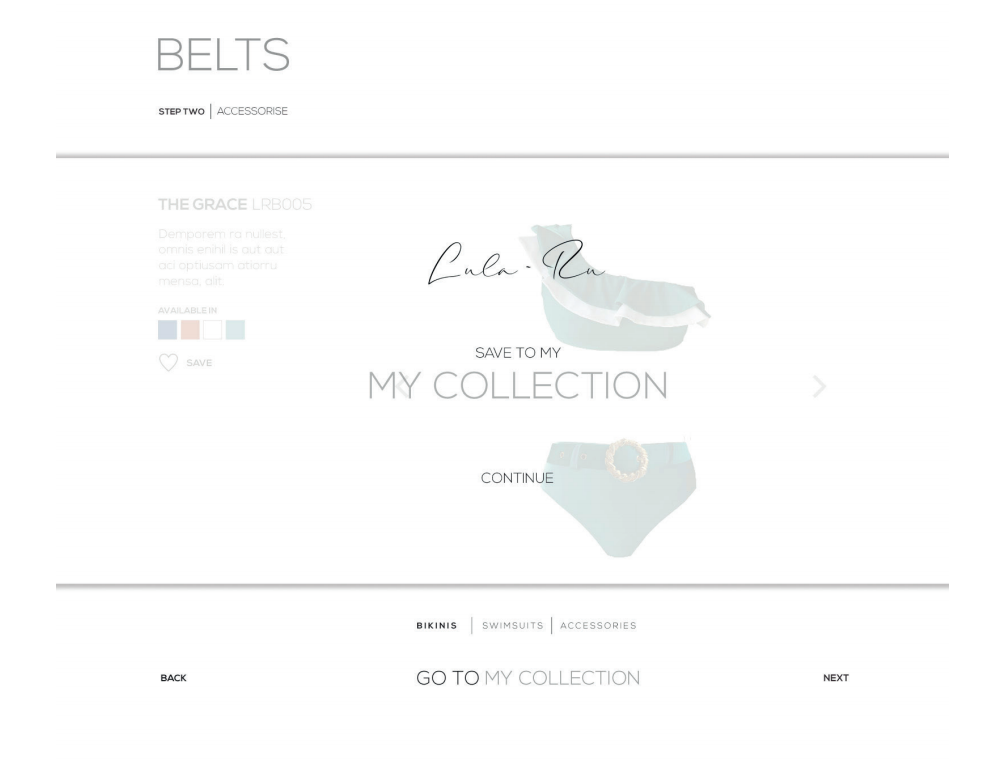 BELTS
STEP TWO | ACCESSORISE
THE GRACE LRB005
Demporem ra nullest,
omnis enihil is aut aut
aci optiusam atiorru
mensa, alit.
AVAILABLE IN
SAVE
Lula-Ru
SAVE TO MY
MY COLLECTION
CONTINUE
BIKINIS | SWIMSUITS | ACCESSORIES
BACK
GO TO MY COLLECTION
NEXT